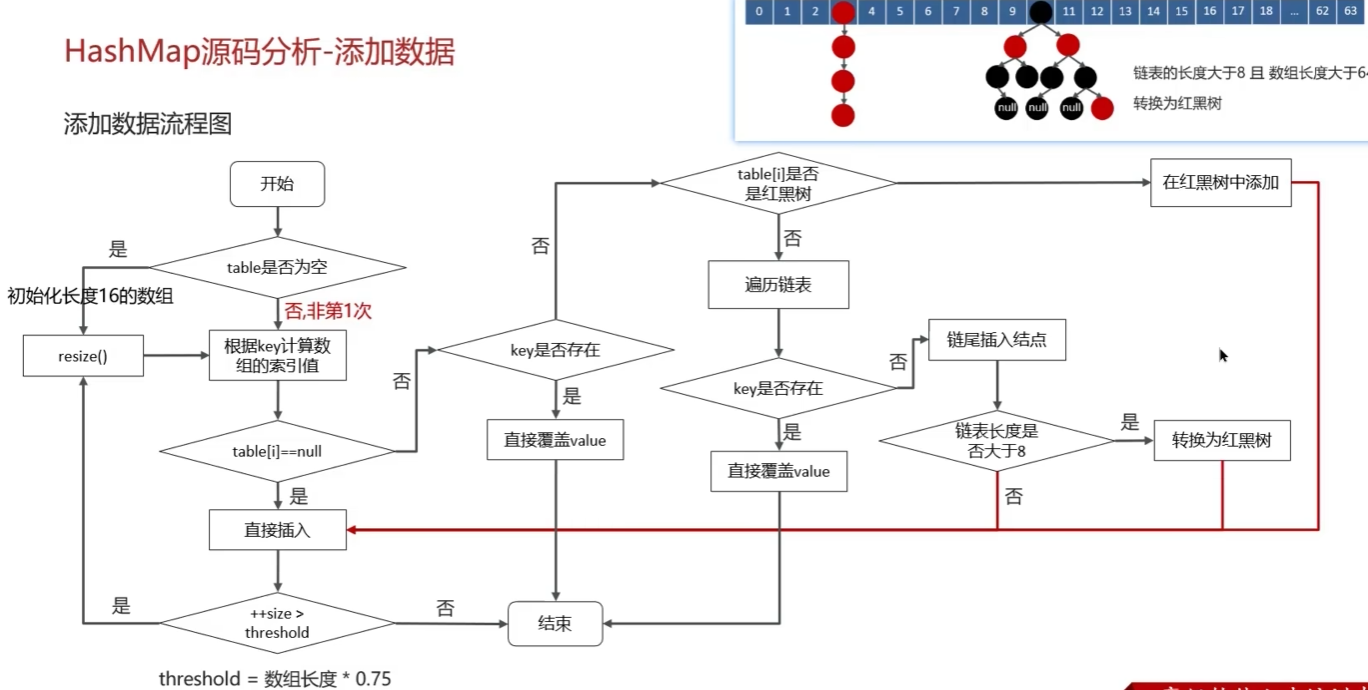 0 1 2 4 5 6 7 8 9 11 12 13 14 15 16 17 18 ... 62 63
HashMap源码分析-添加数据
链表的长度大于8 且 数组长度大于64
null null null
转换为红黑树
添加数据流程图
开始
table[i]是否
是红黑树
在红黑树中添加
是
否
否
table是否为空
初始化长度16的数组
否,非第1次
遍历链表
resize()
根据key计算数
组的索引值
key是否存在
否
链尾插入结点
否
key是否存在
是
直接覆盖value
是
table[i]==null
链表长度是
否大于8
是
转换为红黑树
直接覆盖value
是
否
直接插入
是
++size >
threshold
否
结束
threshold = 数组长度 * 0.75